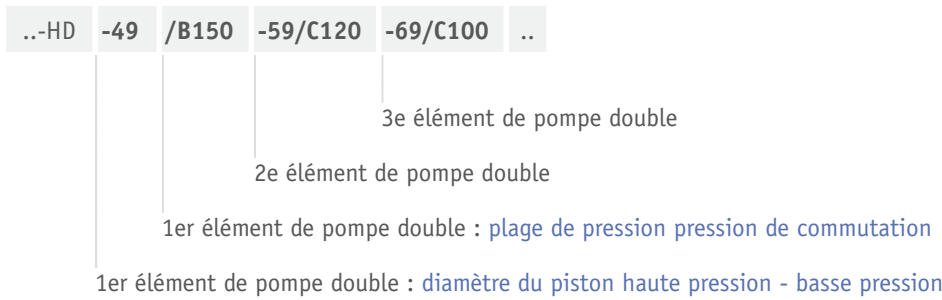 ..-HD -49 /B150 -59/C120 -69/C100 ..
3e élément de pompe double
2e élément de pompe double
1er élément de pompe double : plage de pression pression de commutation
1er élément de pompe double : diamètre du piston haute pression - basse pression